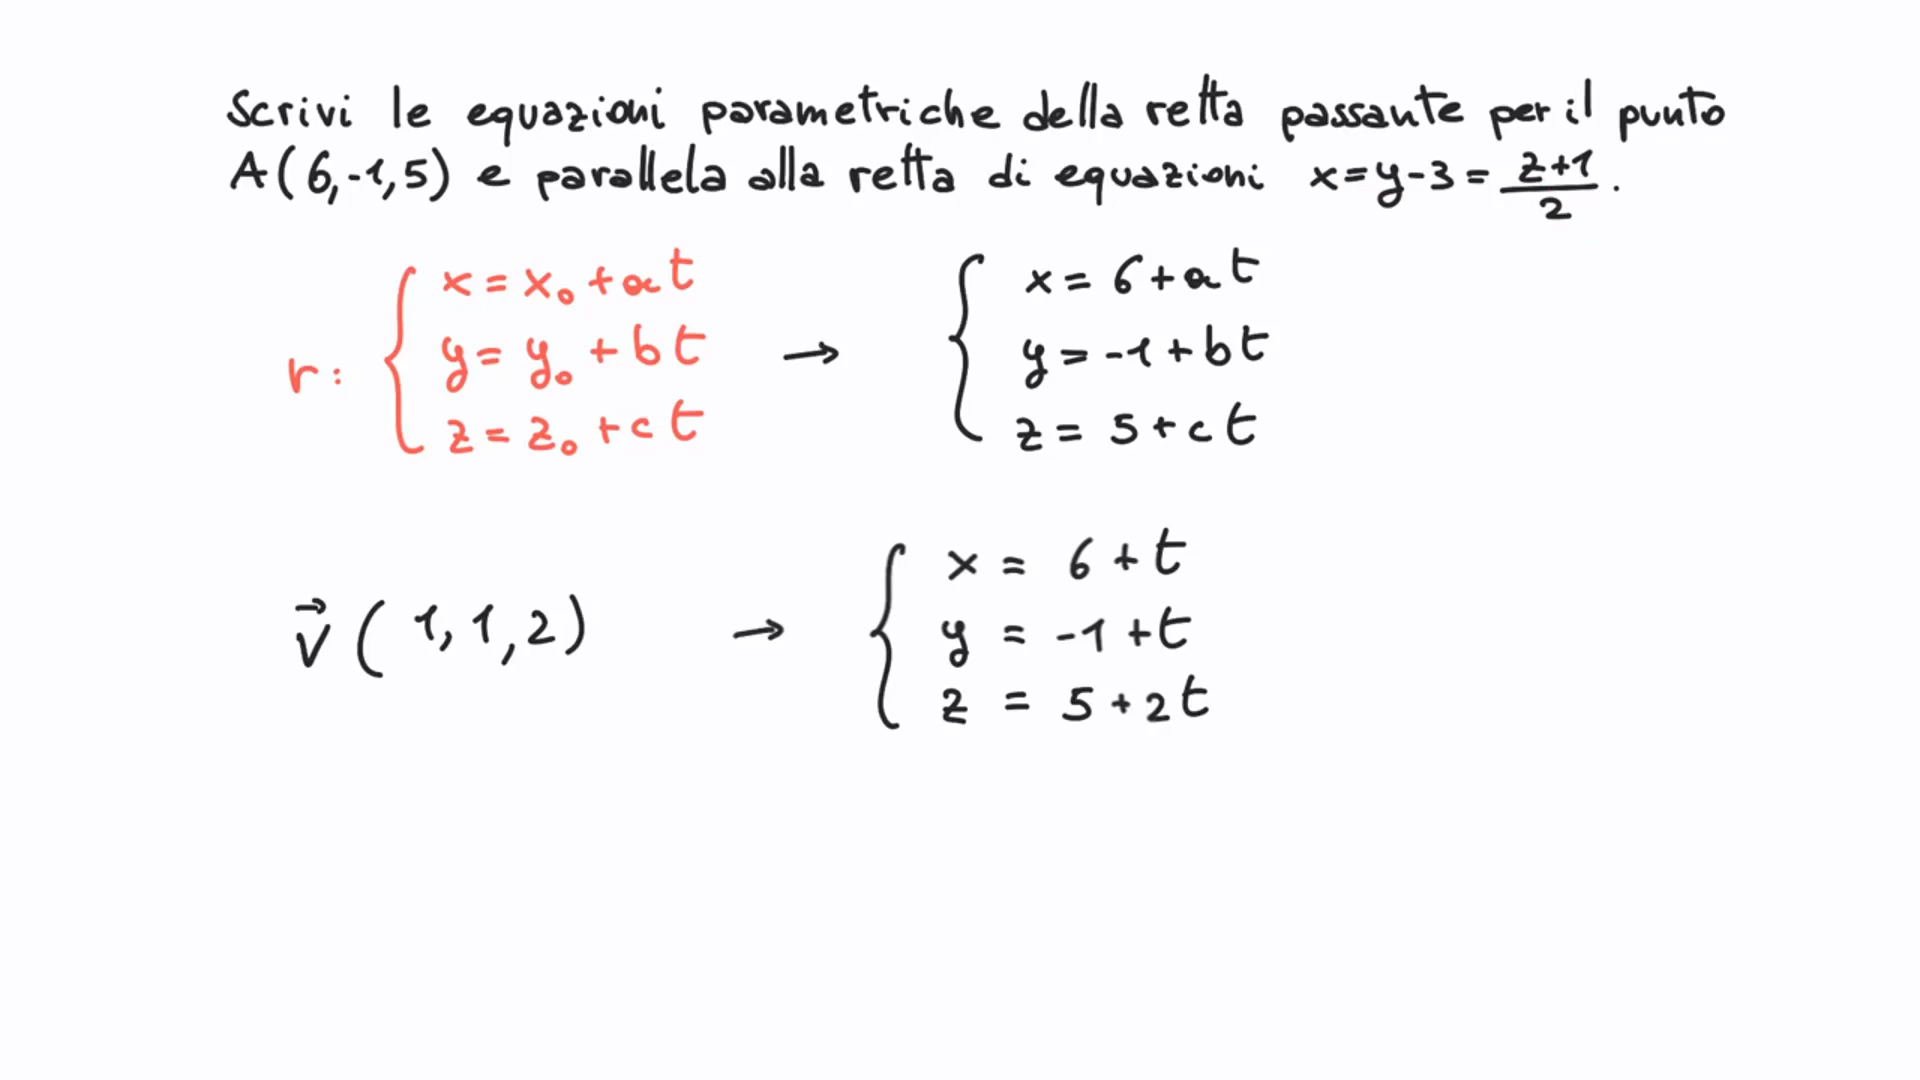 Scrivi le equazioni parametriche della retta passante per il punto
A(6,-1,5) e parallela alla retta di equazioni x=y-3=\frac{z+1}{2}.
r: { x=x₀+at → { x=6+at
y=y₀+bt y=-1+bt
z=z₀+ct z=5+ct
v⃗(1,1,2) → { x = 6+t
y = -1+t
z = 5+2t